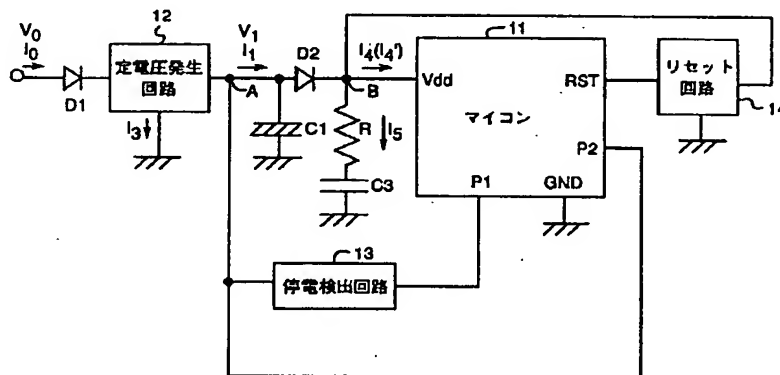 V0
I0
D1
12
定電圧発生
回路
I3
V1
I1
A
C1
D2
B
I4(I4')
R
I5
C3
11
Vdd
マイコン
RST
P2
P1
GND
リセット
回路
14
13
停電検出回路